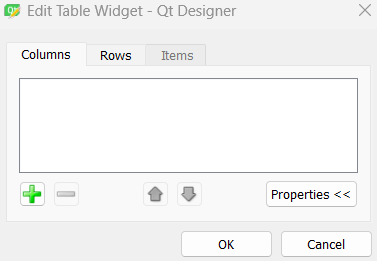 Edit Table Widget - Qt Designer
Columns Rows Items
Properties <<
OK Cancel